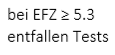 bei EFZ ≥ 5.3
entfallen Tests